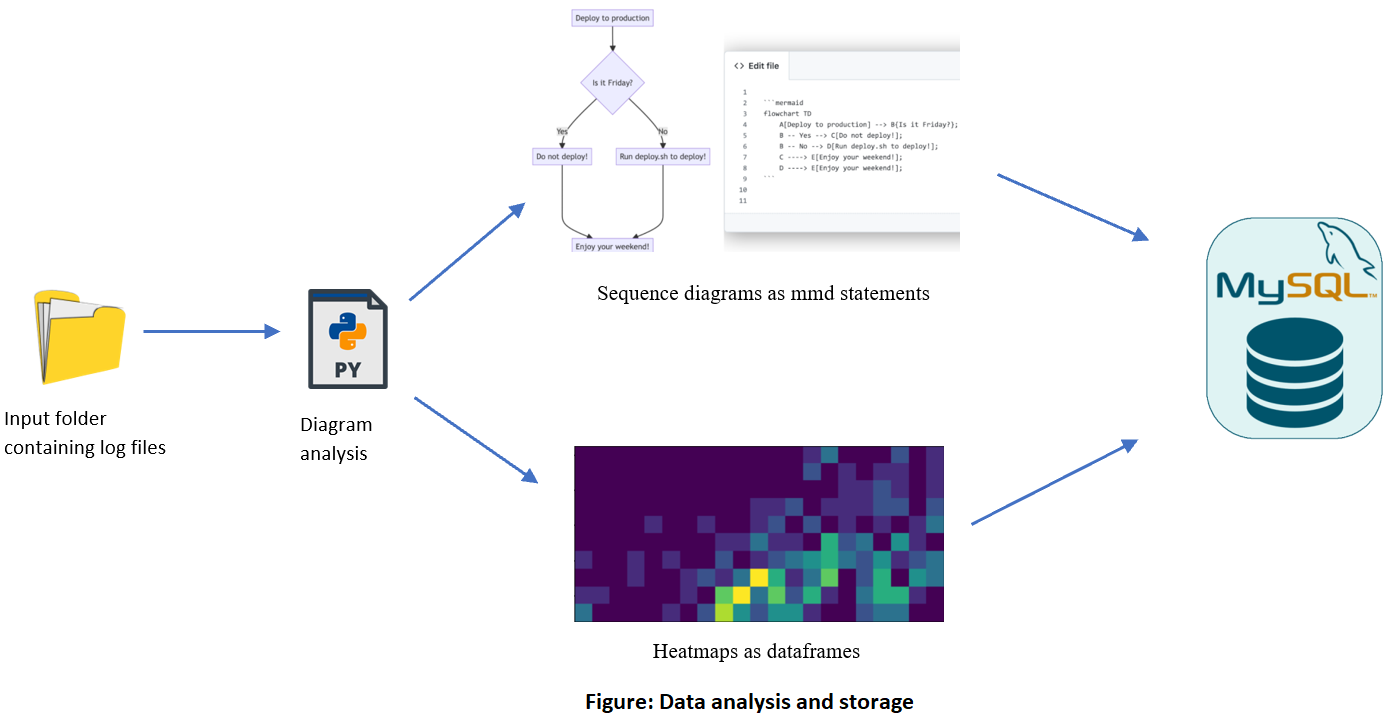 Deploy to production
Is it Friday?
Yes
No
Do not deploy!
Run deploy.sh to deploy!
Enjoy your weekend!
<> Edit file
1
2 ```mermaid
3 flowchart TD
4 A[Deploy to production] --> B{Is it Friday?};
5 B -- Yes --> C[Do not deploy!];
6 B -- No --> D[Run deploy.sh to deploy!];
7 C ----> E[Enjoy your weekend!];
8 D ----> E[Enjoy your weekend!];
9 ```
10
11
Sequence diagrams as mmd statements
MySQL™
PY
Input folder
containing log files
Diagram
analysis
Heatmaps as dataframes
Figure: Data analysis and storage